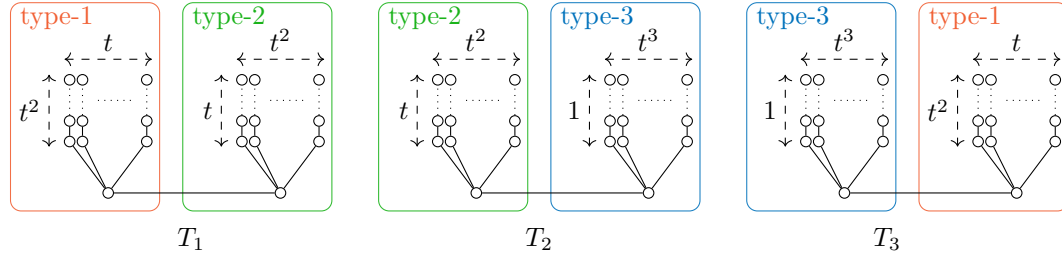 type-1 type-2 type-2 type-3 type-3 type-1
t t² t² t³ t³ t
t² t t 1 1 t²
T₁ T₂ T₃